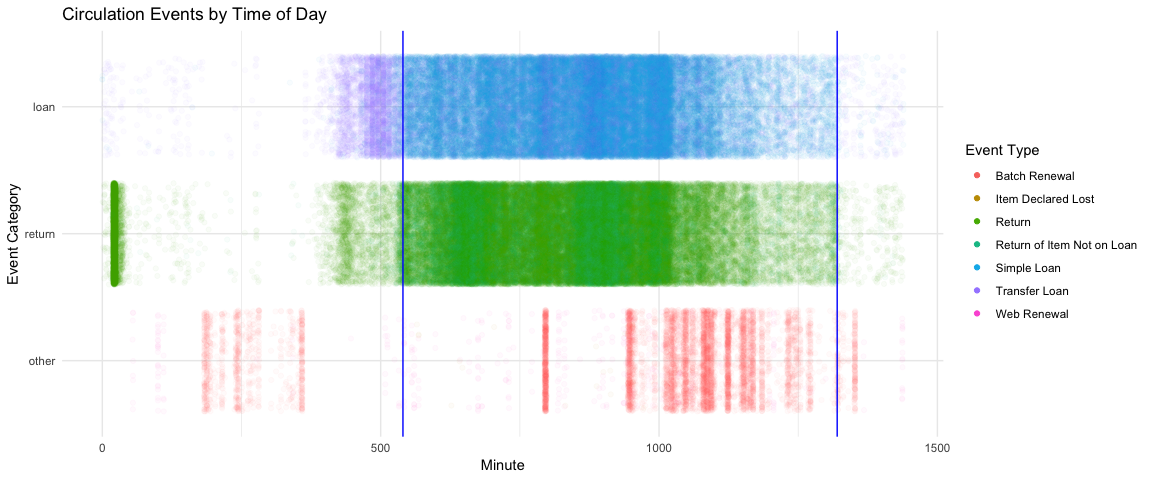 Circulation Events by Time of Day
Event Category
loan
return
other
0
500
1000
1500
Minute
Event Type
Batch Renewal
Item Declared Lost
Return
Return of Item Not on Loan
Simple Loan
Transfer Loan
Web Renewal